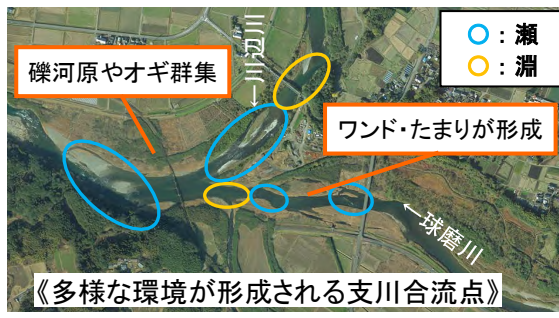 ○：瀬
○：淵
←川辺川
礫河原やオギ群集
ワンド・たまりが形成
←球磨川
《多様な環境が形成される支川合流点》